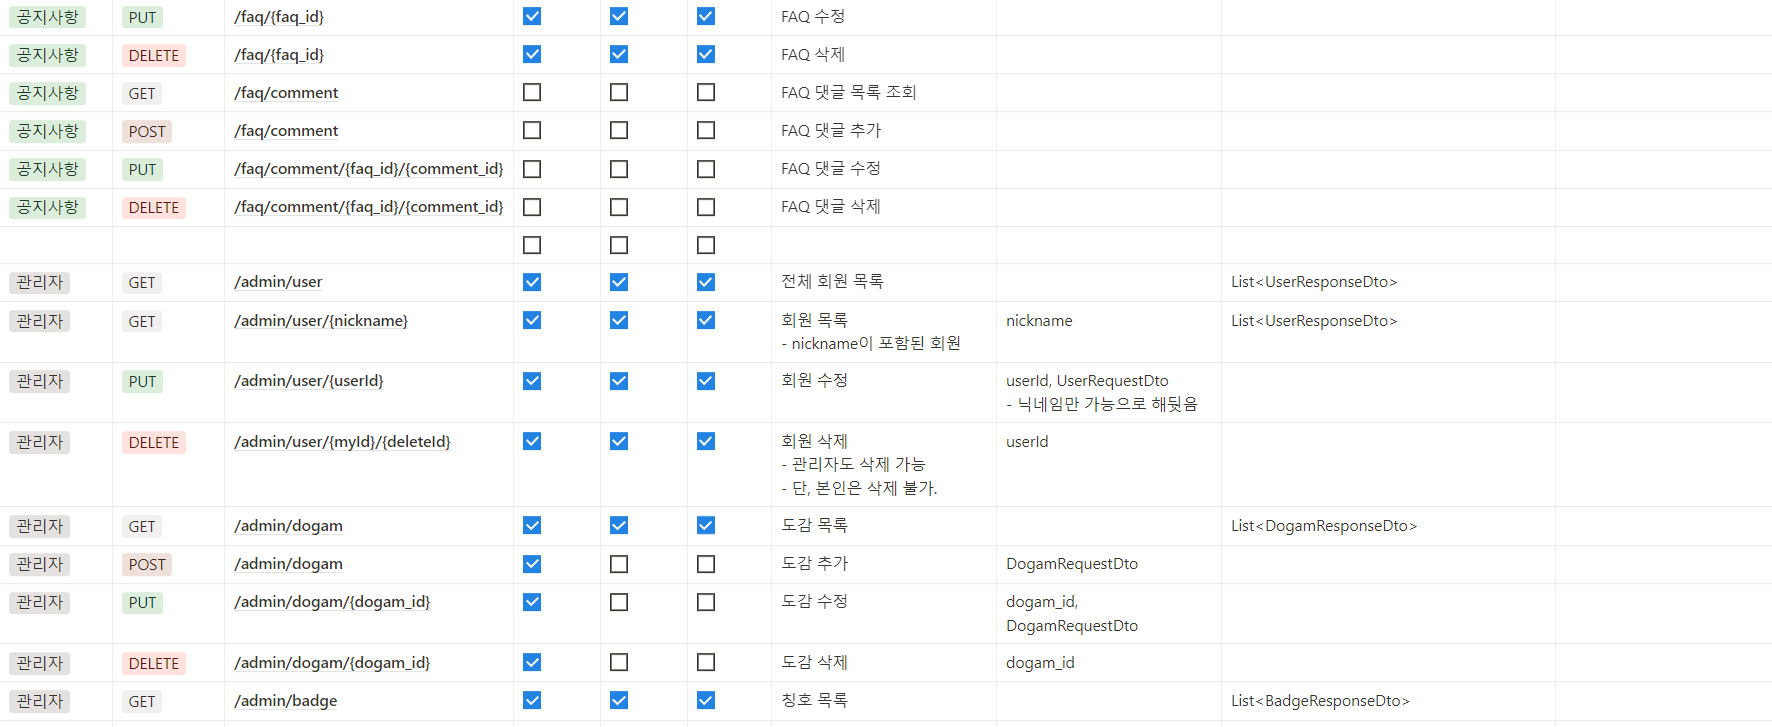 공지사항 PUT /faq/{faq_id} FAQ 수정
공지사항 DELETE /faq/{faq_id} FAQ 삭제
공지사항 GET /faq/comment FAQ 댓글 목록 조회
공지사항 POST /faq/comment FAQ 댓글 추가
공지사항 PUT /faq/comment/{faq_id}/{comment_id} FAQ 댓글 수정
공지사항 DELETE /faq/comment/{faq_id}/{comment_id} FAQ 댓글 삭제
관리자 GET /admin/user 전체 회원 목록 List<UserResponseDto>
관리자 GET /admin/user/{nickname} 회원 목록 nickname List<UserResponseDto>
- nickname이 포함된 회원
관리자 PUT /admin/user/{userId} 회원 수정 userId, UserRequestDto
- 닉네임만 가능으로 해뒀음
관리자 DELETE /admin/user/{myId}/{deleteId} 회원 삭제 userId
- 관리자도 삭제 가능
- 단, 본인은 삭제 불가.
관리자 GET /admin/dogam 도감 목록 List<DogamResponseDto>
관리자 POST /admin/dogam 도감 추가 DogamRequestDto
관리자 PUT /admin/dogam/{dogam_id} 도감 수정 dogam_id,
DogamRequestDto
관리자 DELETE /admin/dogam/{dogam_id} 도감 삭제 dogam_id
관리자 GET /admin/badge 칭호 목록 List<BadgeResponseDto>